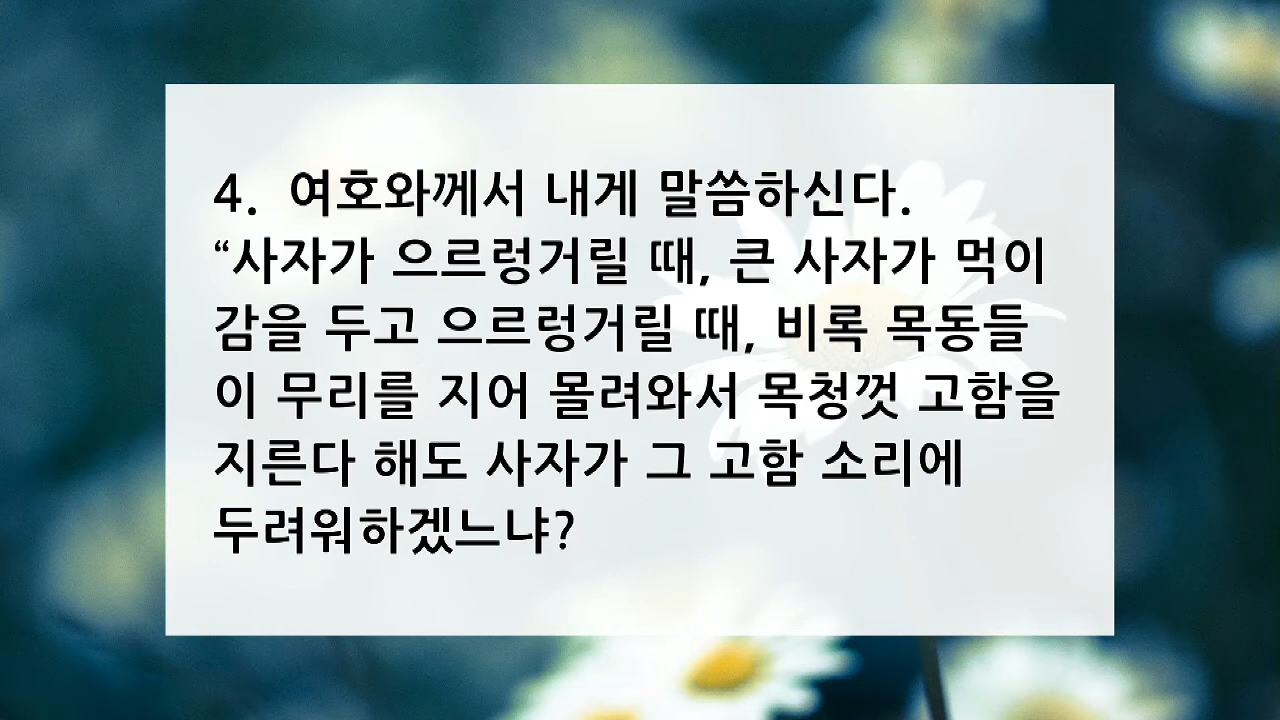 4.  여호와께서 내게 말씀하신다.
“사자가 으르렁거릴 때, 큰 사자가 먹이
감을 두고 으르렁거릴 때, 비록 목동들
이 무리를 지어 몰려와서 목청껏 고함을
지른다 해도 사자가 그 고함 소리에
두려워하겠느냐?